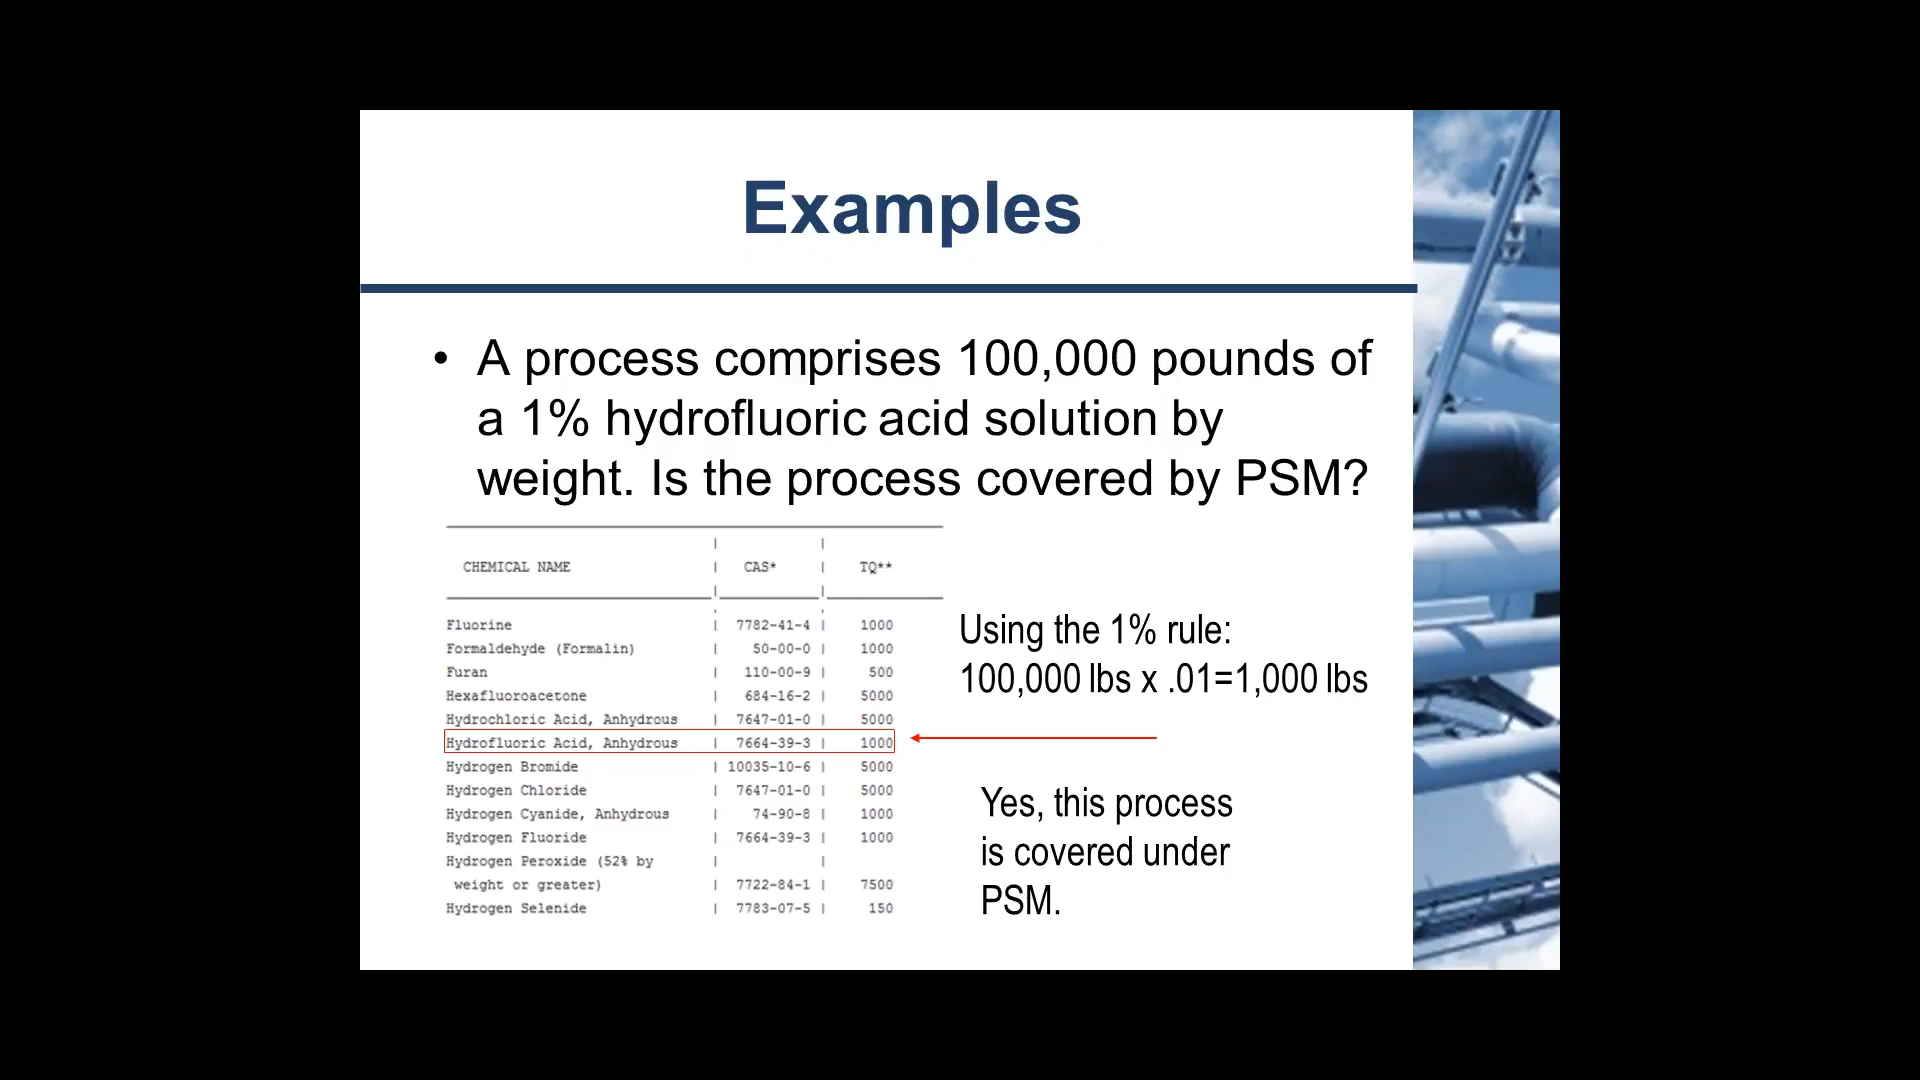 Examples
• A process comprises 100,000 pounds of
a 1% hydrofluoric acid solution by
weight. Is the process covered by PSM?
CHEMICAL NAME | CAS* | TQ**
Fluorine | 7782-41-4 | 1000
Formaldehyde (Formalin) | 50-00-0 | 1000
Furan | 110-00-9 | 500
Hexafluoroacetone | 684-16-2 | 5000
Hydrochloric Acid, Anhydrous | 7647-01-0 | 5000
Hydrofluoric Acid, Anhydrous | 7664-39-3 | 1000
Hydrogen Bromide | 10035-10-6 | 5000
Hydrogen Chloride | 7647-01-0 | 5000
Hydrogen Cyanide, Anhydrous | 74-90-8 | 1000
Hydrogen Fluoride | 7664-39-3 | 1000
Hydrogen Peroxide (52% by | |
weight or greater) | 7722-84-1 | 7500
Hydrogen Selenide | 7783-07-5 | 150
Using the 1% rule:
100,000 lbs x .01=1,000 lbs
Yes, this process
is covered under
PSM.